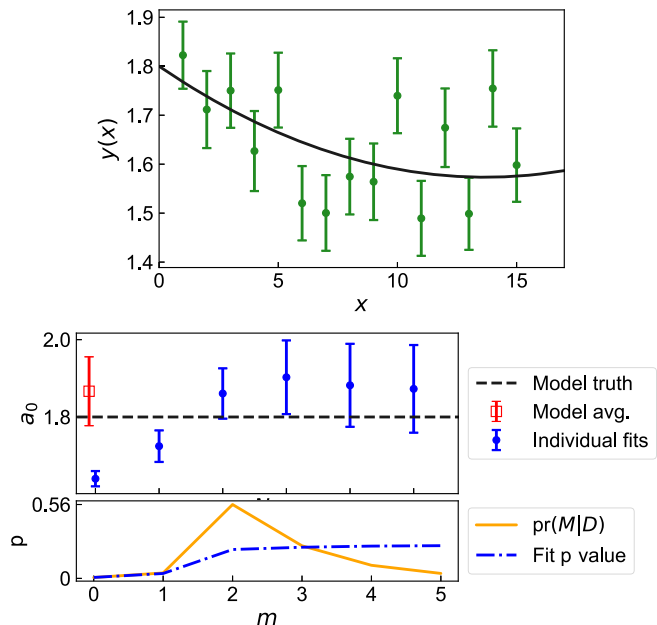 1.9
1.8
1.7
1.6
1.5
1.4
y(x)
0
5
10
15
x
2.0
1.8
a₀
Model truth
Model avg.
Individual fits
0.56
0
p
pr(M|D)
Fit p value
0
1
2
3
4
5
m